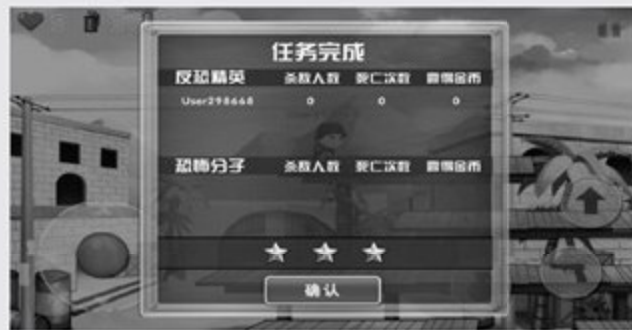 任务完成
反恐精英 杀敌人数 死亡次数 赢得金币
User298668 0 0 0
恐怖分子 杀敌人数 死亡次数 赢得金币
确认